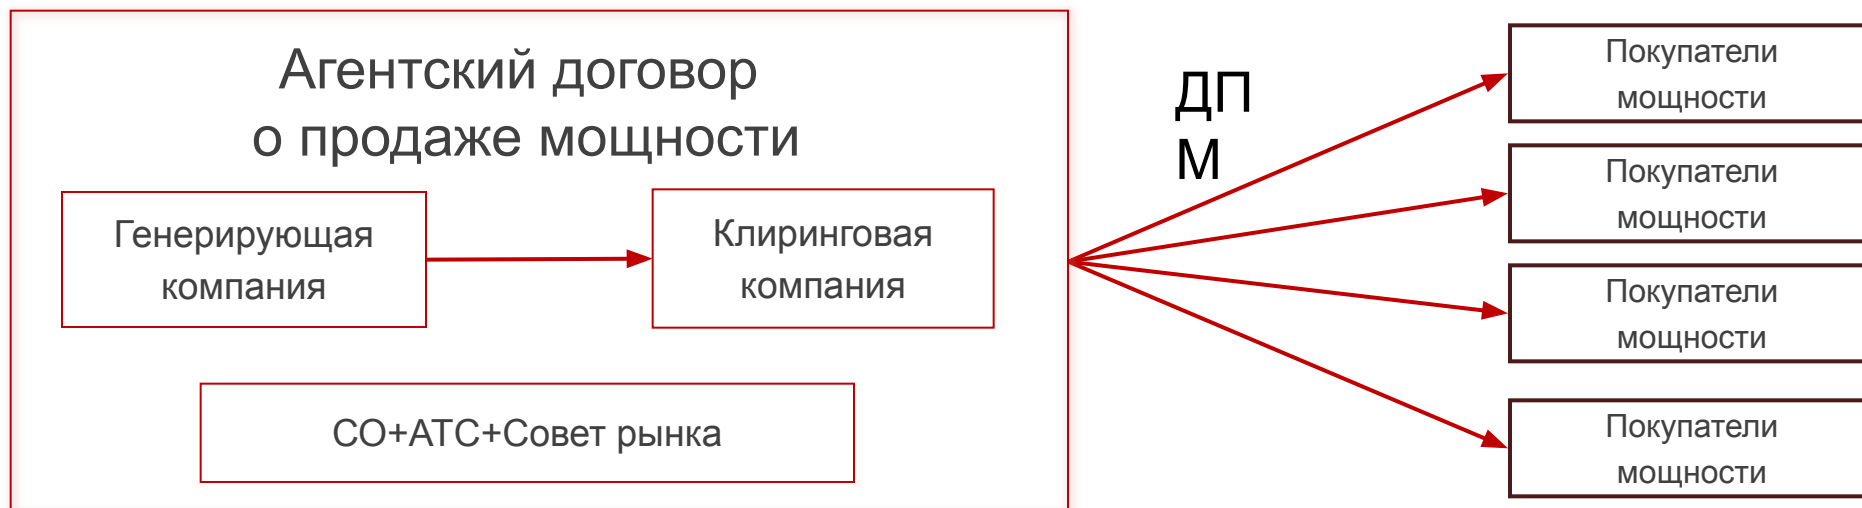 Агентский договор
о продаже мощности
Генерирующая
компания
Клиринговая
компания
СО+АТС+Совет рынка
ДП
М
Покупатели
мощности
Покупатели
мощности
Покупатели
мощности
Покупатели
мощности